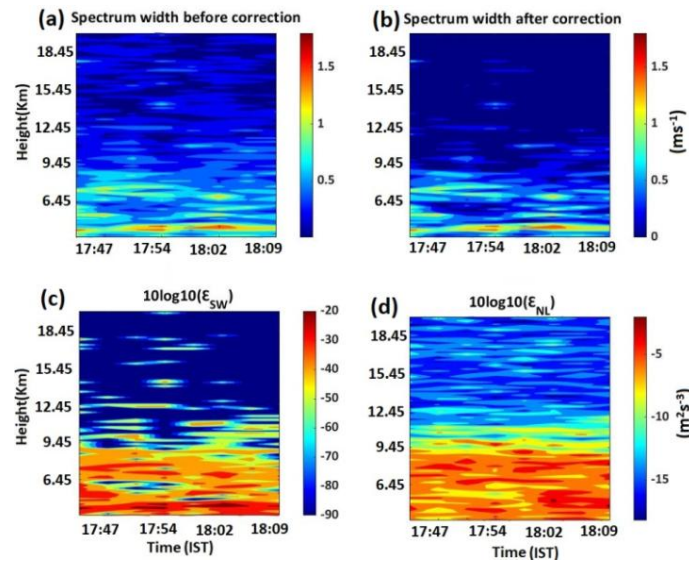 (a) Spectrum width before correction
Height(Km)
18.45
15.45
12.45
9.45
6.45
17:47 17:54 18:02 18:09
1.5
1
0.5
(b) Spectrum width after correction
18.45
15.45
12.45
9.45
6.45
17:47 17:54 18:02 18:09
1.5
1
0.5
0
(ms⁻¹)
(c) 10log10(ℇ_SW)
Height(Km)
18.45
15.45
12.45
9.45
6.45
17:47 17:54 18:02 18:09
Time (IST)
-20
-30
-40
-50
-60
-70
-80
-90
(d) 10log10(ℇ_NL)
18.45
15.45
12.45
9.45
6.45
17:47 17:54 18:02 18:09
Time (IST)
-5
-10
-15
(m²s⁻³)